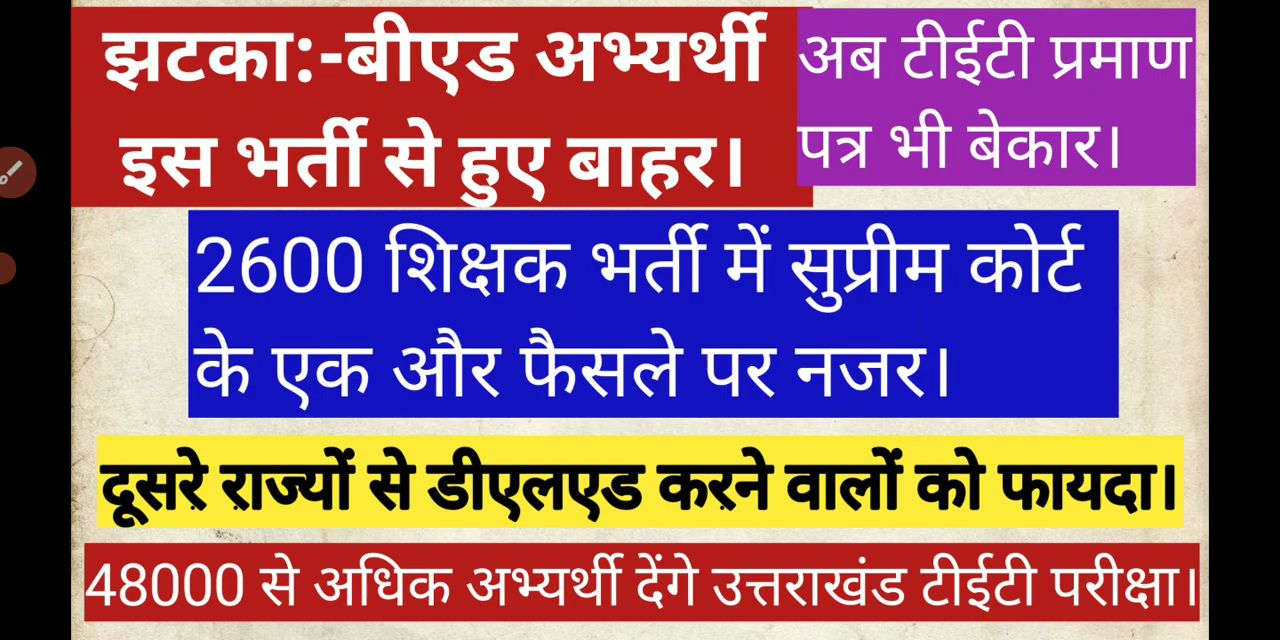 झटका:-बीएड अभ्यर्थी
इस भर्ती से हुए बाहर।
अब टीईटी प्रमाण
पत्र भी बेकार।
2600 शिक्षक भर्ती में सुप्रीम कोर्ट
के एक और फैसले पर नजर।
दूसरे राज्यों से डीएलएड करने वालों को फायदा।
48000 से अधिक अभ्यर्थी देंगे उत्तराखंड टीईटी परीक्षा।